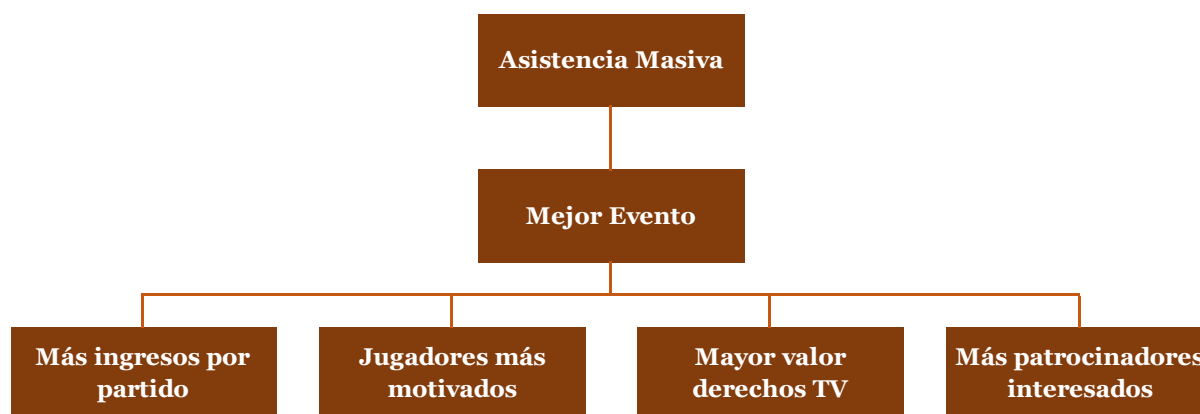 Asistencia Masiva
Mejor Evento
Más ingresos por
partido
Jugadores más
motivados
Mayor valor
derechos TV
Más patrocinadores
interesados